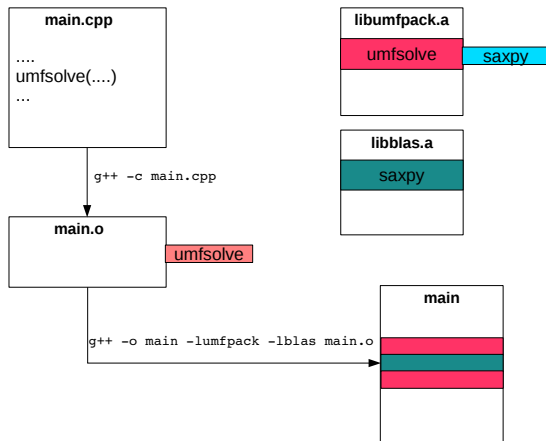 main.cpp
....
umfsolve(....)
...
g++ -c main.cpp
main.o
umfsolve
g++ -o main -lumfpack -lblas main.o
libumfpack.a
umfsolve
saxpy
libblas.a
saxpy
main